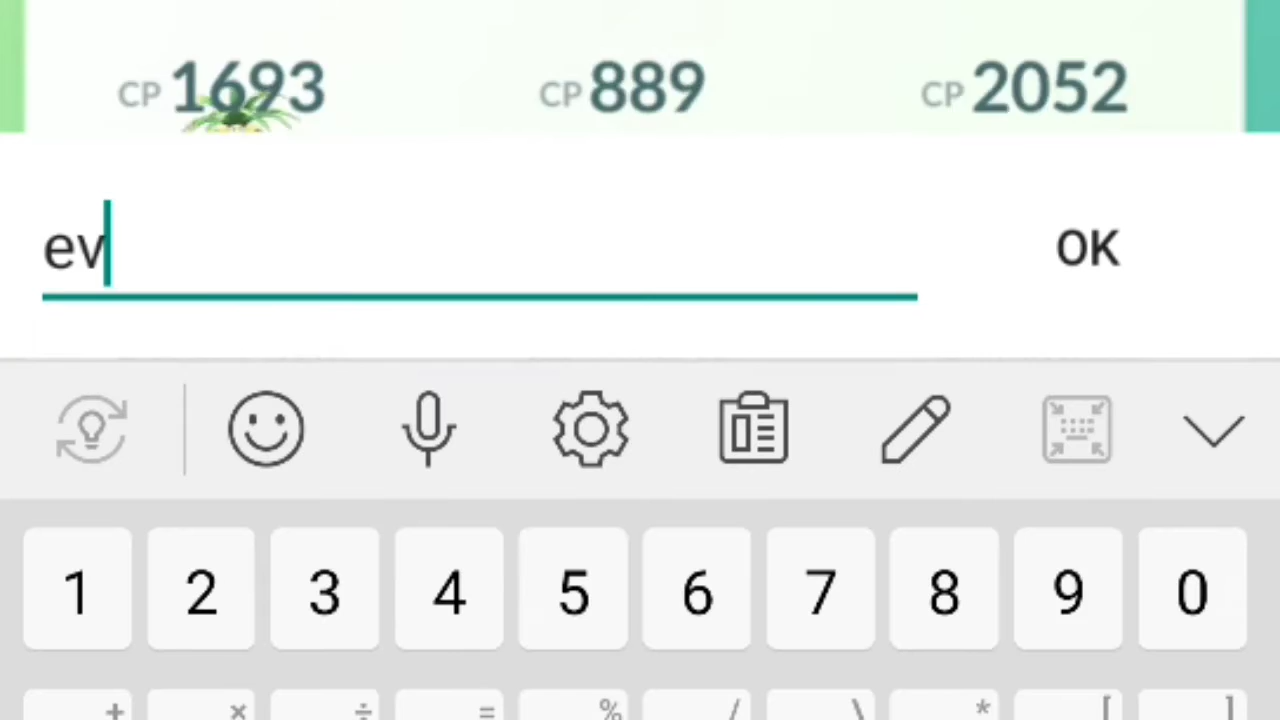 CP 1693 CP 889 CP 2052
ev
OK
1 2 3 4 5 6 7 8 9 0
+ × ÷ = % / \ * [ ]